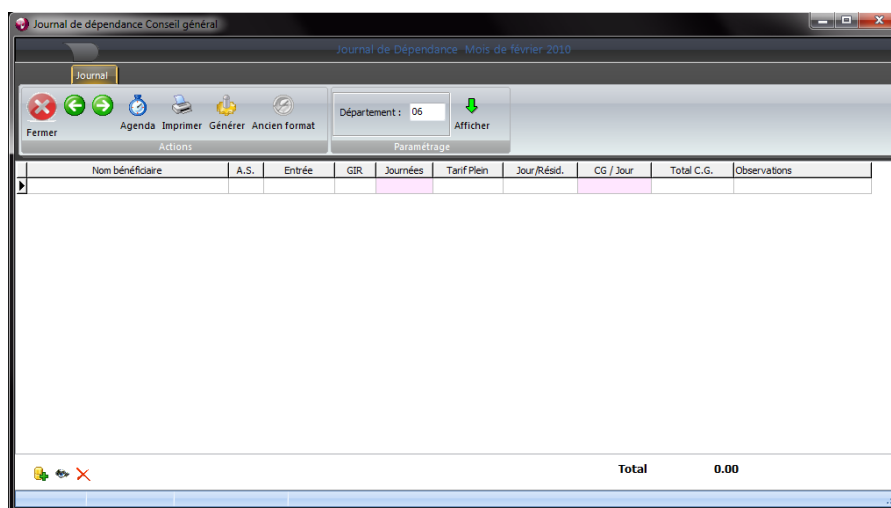 Journal de dépendance Conseil général
Journal de Dépendance Mois de février 2010
Journal
Fermer Agenda Imprimer Générer Ancien format
Département : 06 Afficher
Actions Paramétrage
Nom bénéficiaire A.S. Entrée GIR Journées Tarif Plein Jour/Résid. CG / Jour Total C.G. Observations
Total 0.00